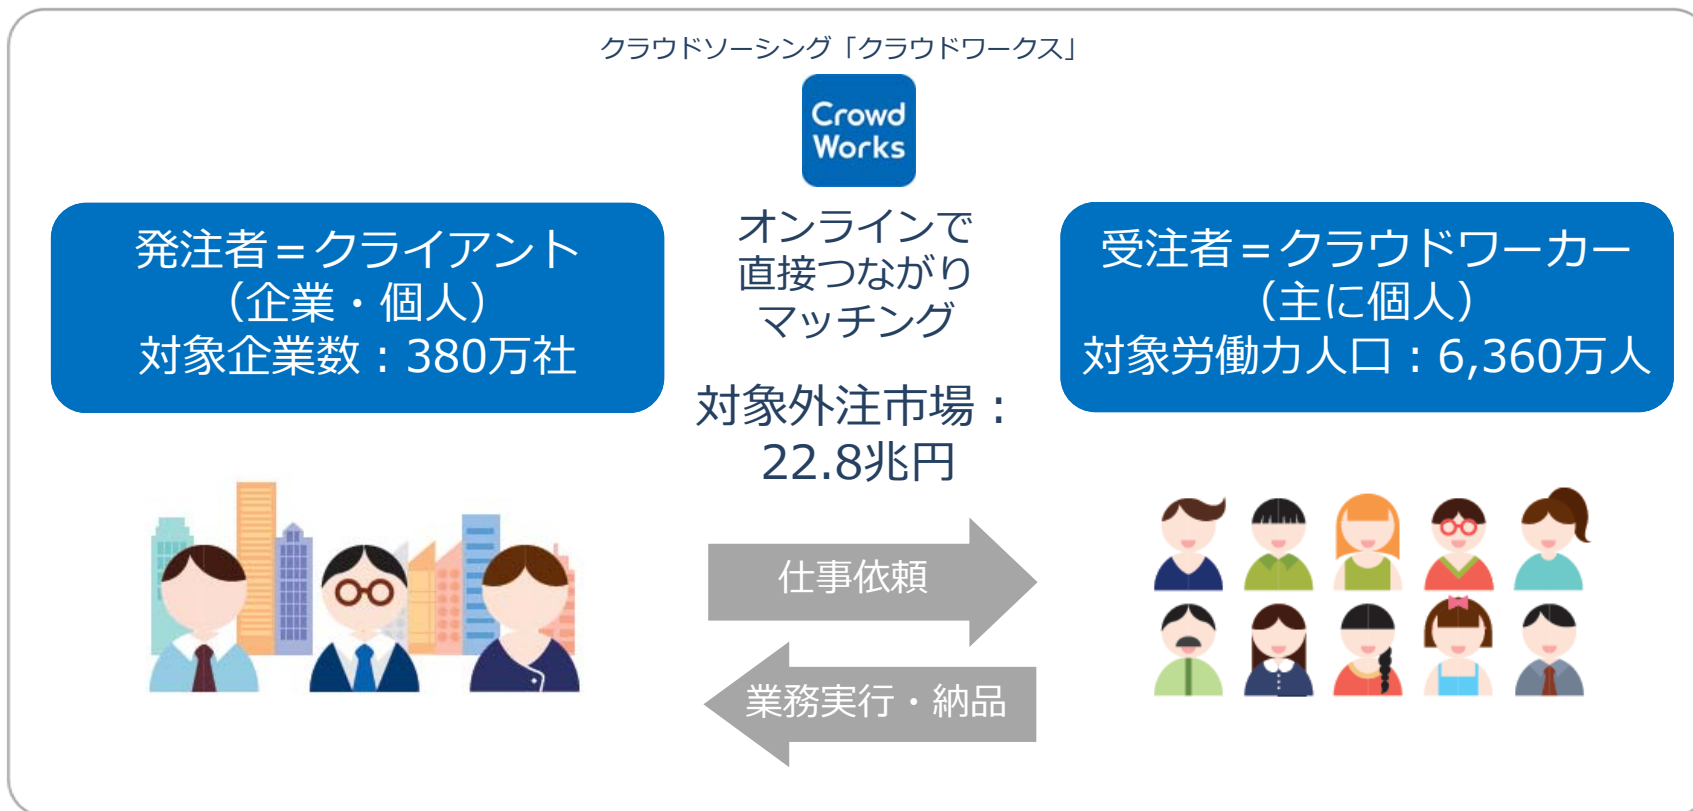 クラウドソーシング「クラウドワークス」
Crowd
Works
発注者＝クライアント
（企業・個人）
対象企業数：380万社
オンラインで
直接つながり
マッチング
対象外注市場：
22.8兆円
受注者＝クラウドワーカー
（主に個人）
対象労働力人口：6,360万人
仕事依頼
業務実行・納品